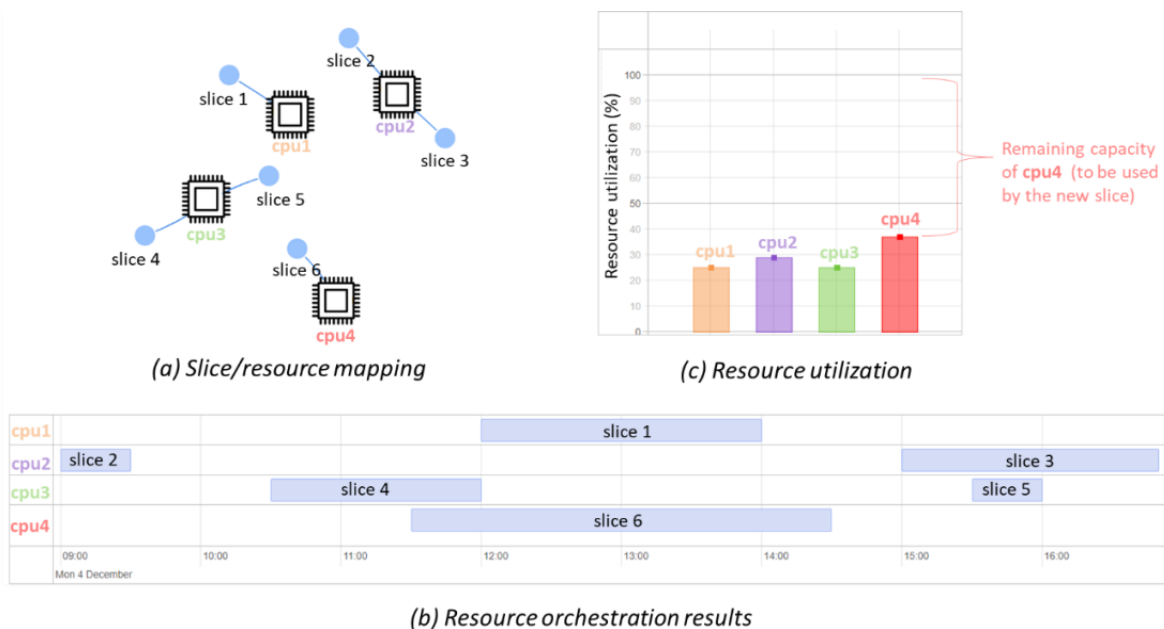 slice 1
cpu1
slice 2
cpu2
slice 3
slice 5
cpu3
slice 4
slice 6
cpu4
(a) Slice/resource mapping
Resource utilization (%)
100
90
80
70
60
50
40
30
20
10
0
cpu1
cpu2
cpu3
cpu4
Remaining capacity
of cpu4 (to be used
by the new slice)
(c) Resource utilization
cpu1
slice 1
cpu2
slice 2
slice 3
cpu3
slice 4
slice 5
cpu4
slice 6
09:00
10:00
11:00
12:00
13:00
14:00
15:00
16:00
Mon 4 December
(b) Resource orchestration results